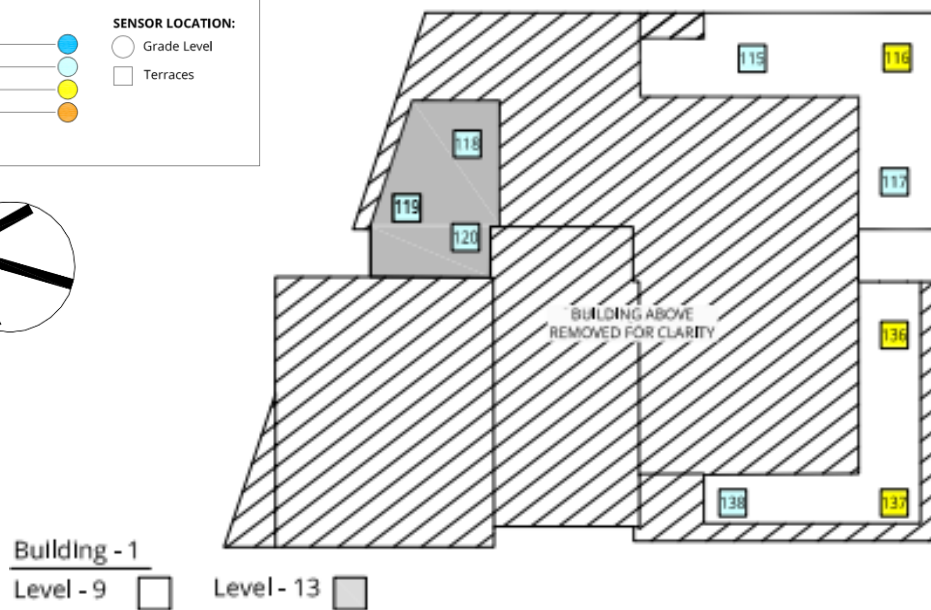 SENSOR LOCATION:
Grade Level
Terraces
115
116
118
117
119
120
BUILDING ABOVE
REMOVED FOR CLARITY
136
138
137
Building - 1
Level - 9
Level - 13